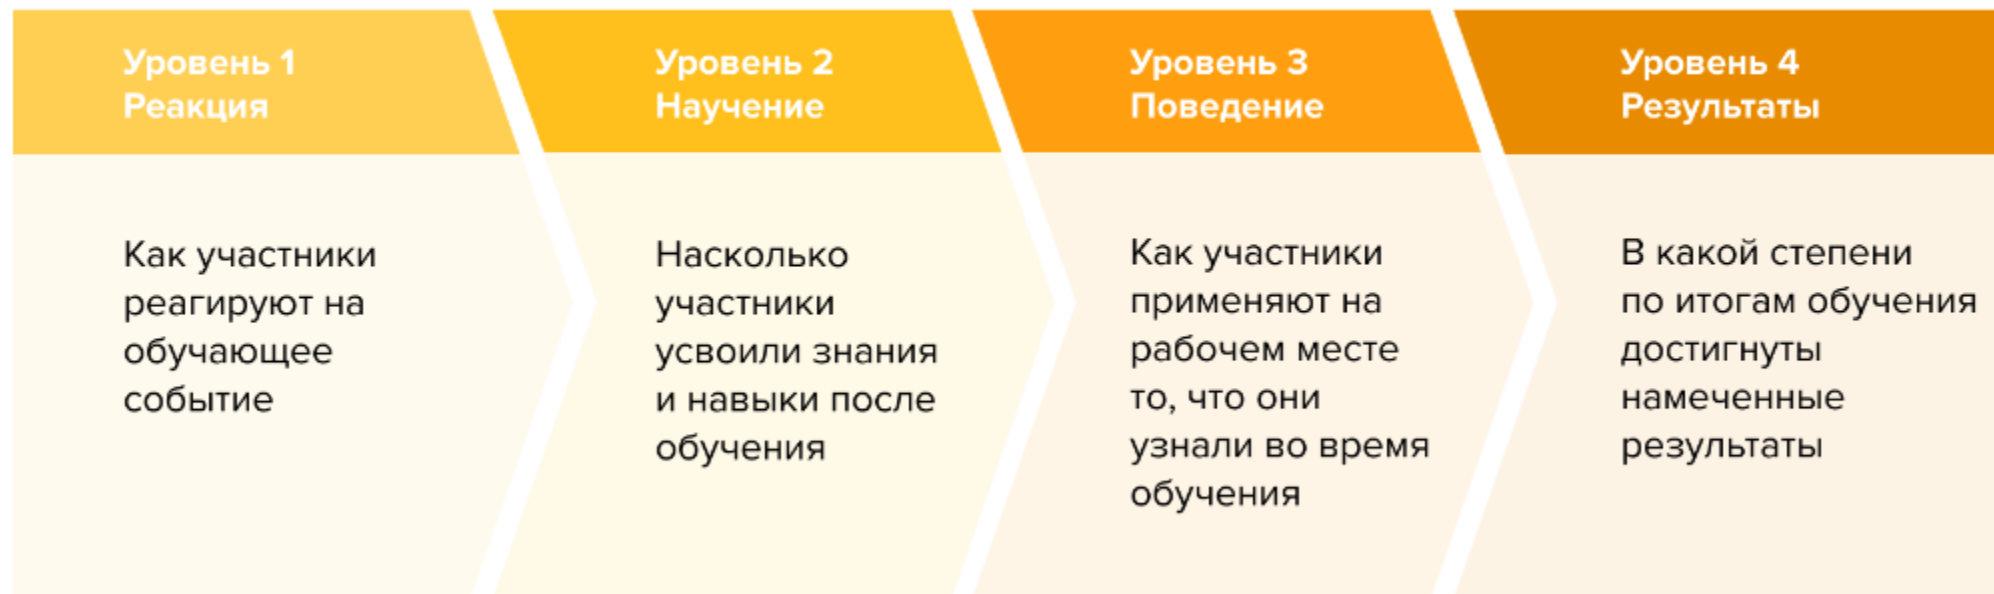 Уровень 1
Реакция
Как участники
реагируют на
обучающее
событие
Уровень 2
Научение
Насколько
участники
усвоили знания
и навыки после
обучения
Уровень 3
Поведение
Как участники
применяют на
рабочем месте
то, что они
узнали во время
обучения
Уровень 4
Результаты
В какой степени
по итогам обучения
достигнуты
намеченные
результаты